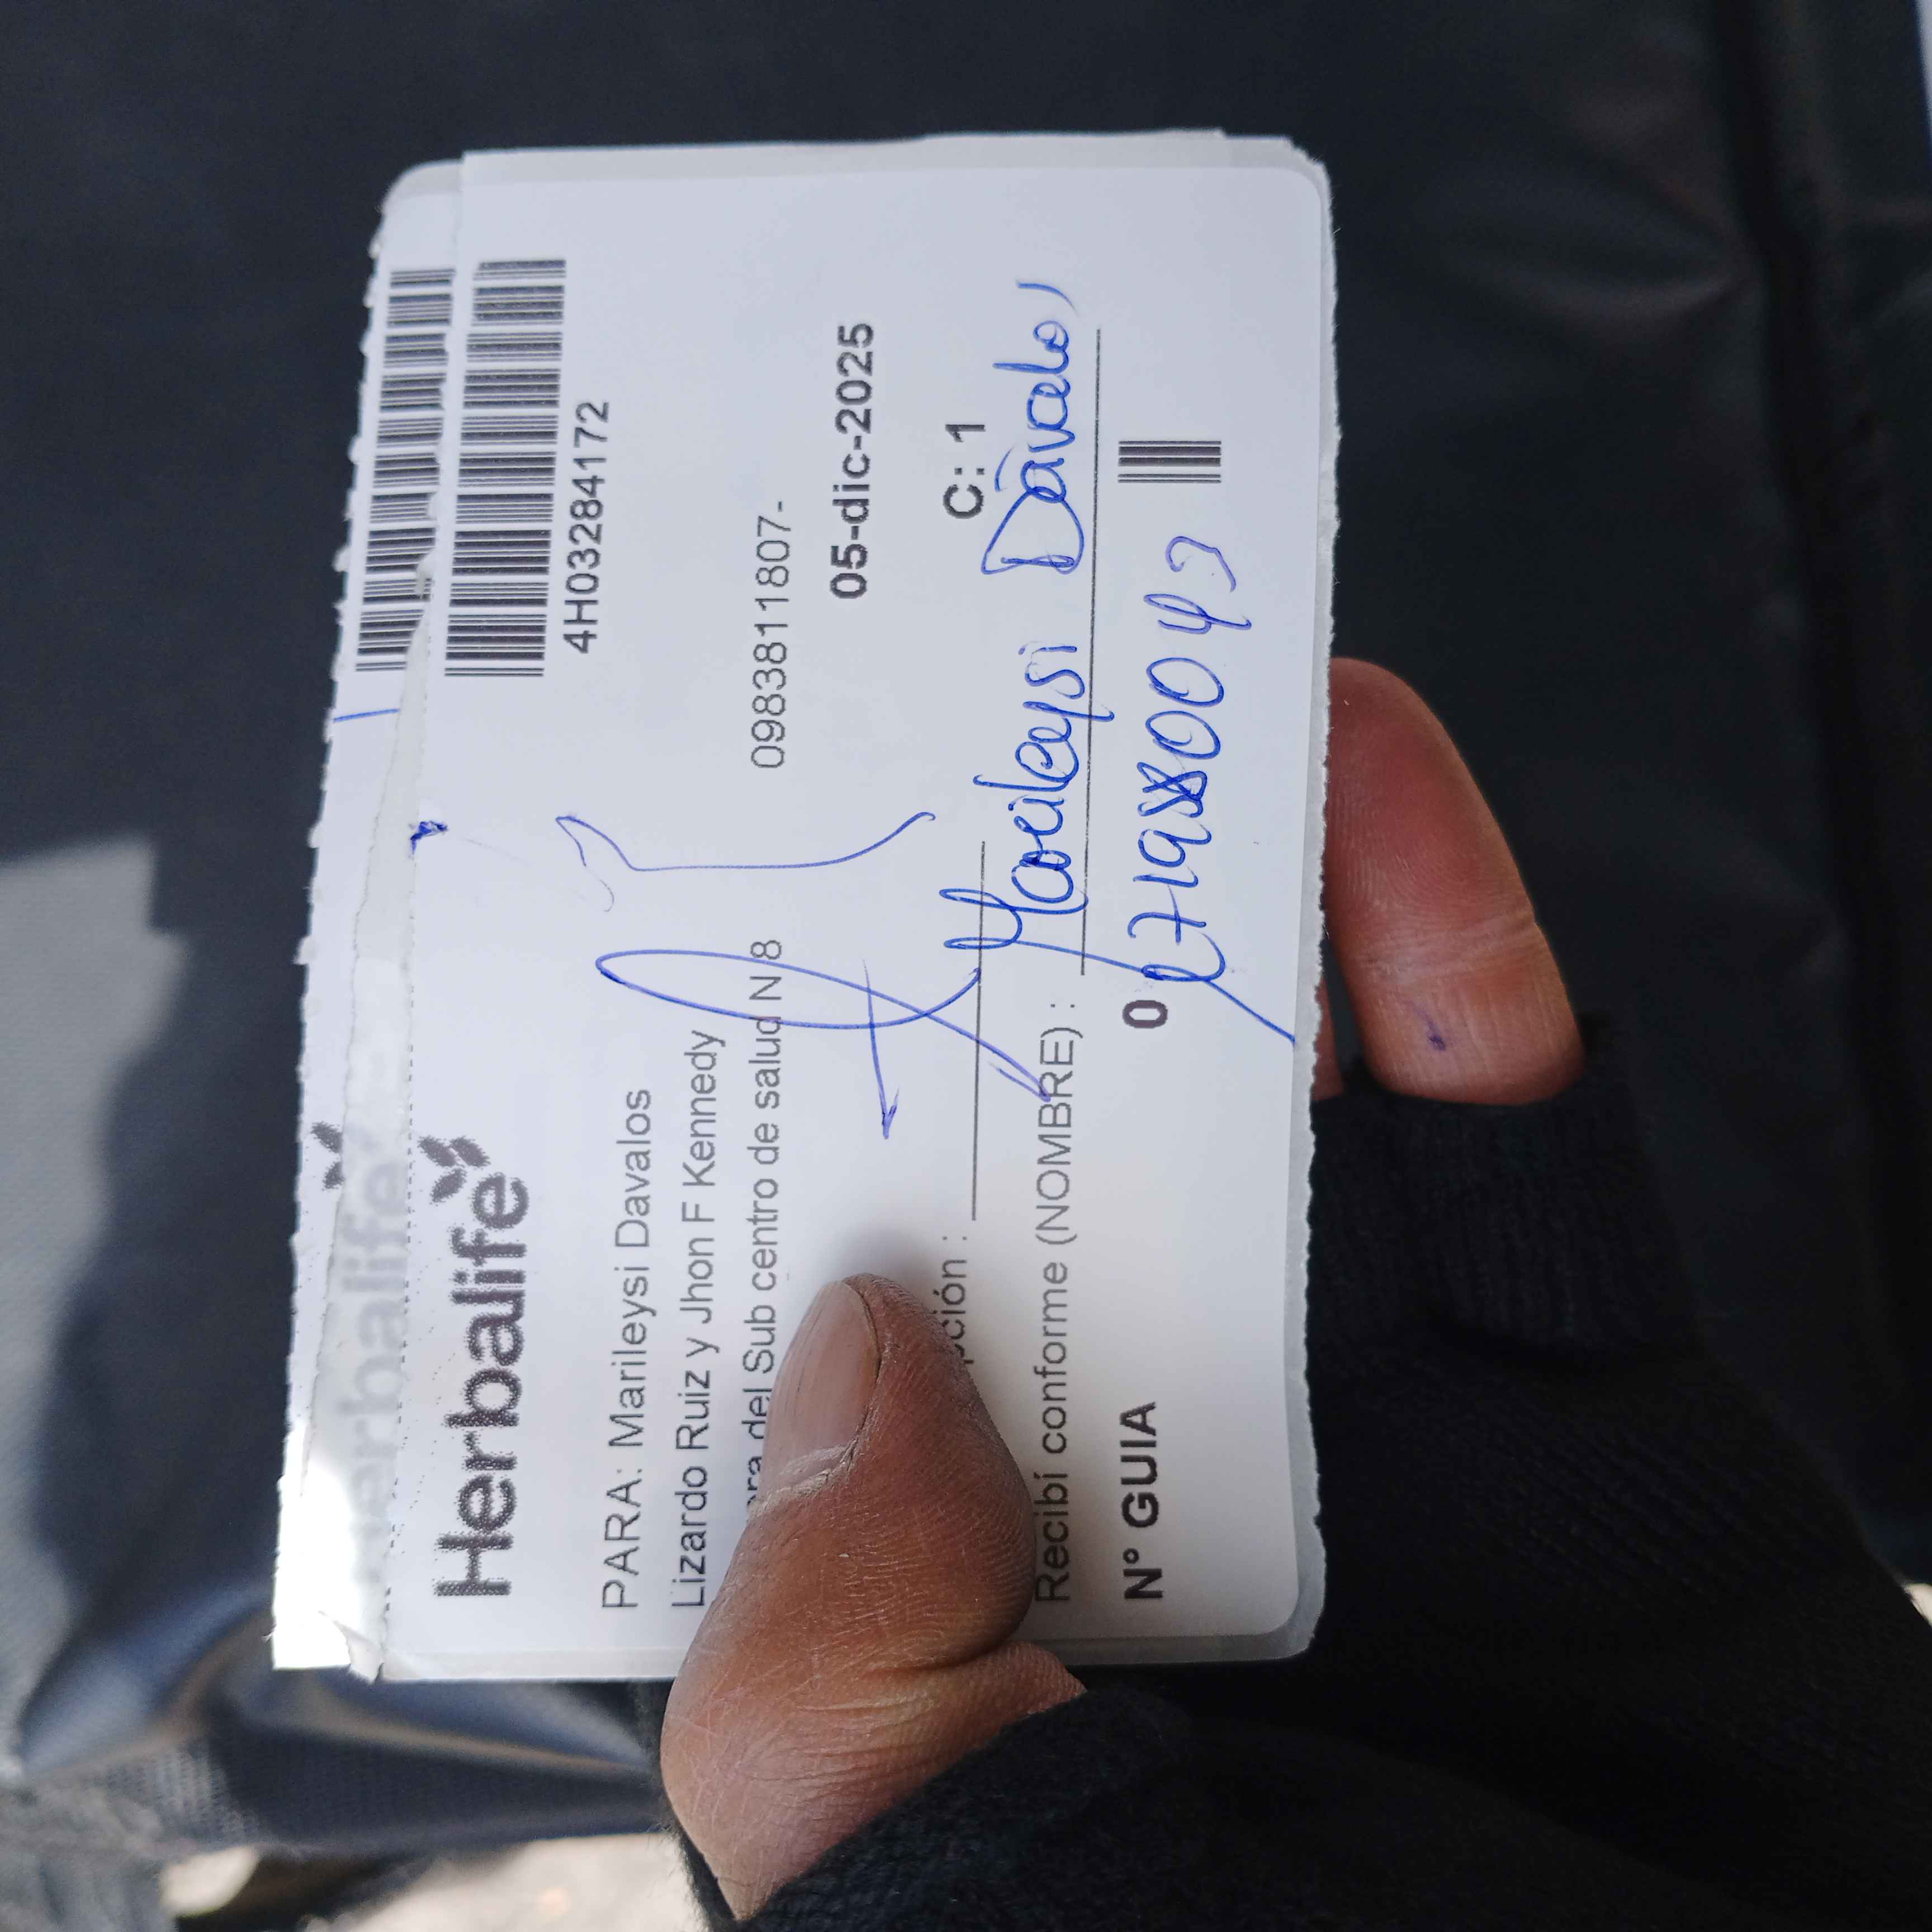 Herbalife
4H03284172
PARA: Marileysi Davalos
Lizardo Ruiz y Jhon F Kennedy
del Sub centro de salud N 8
0983811807-
05-dic-2025
C: 1
Recibí conforme (NOMBRE) : Marileysi Dávalos
N° GUIA
0